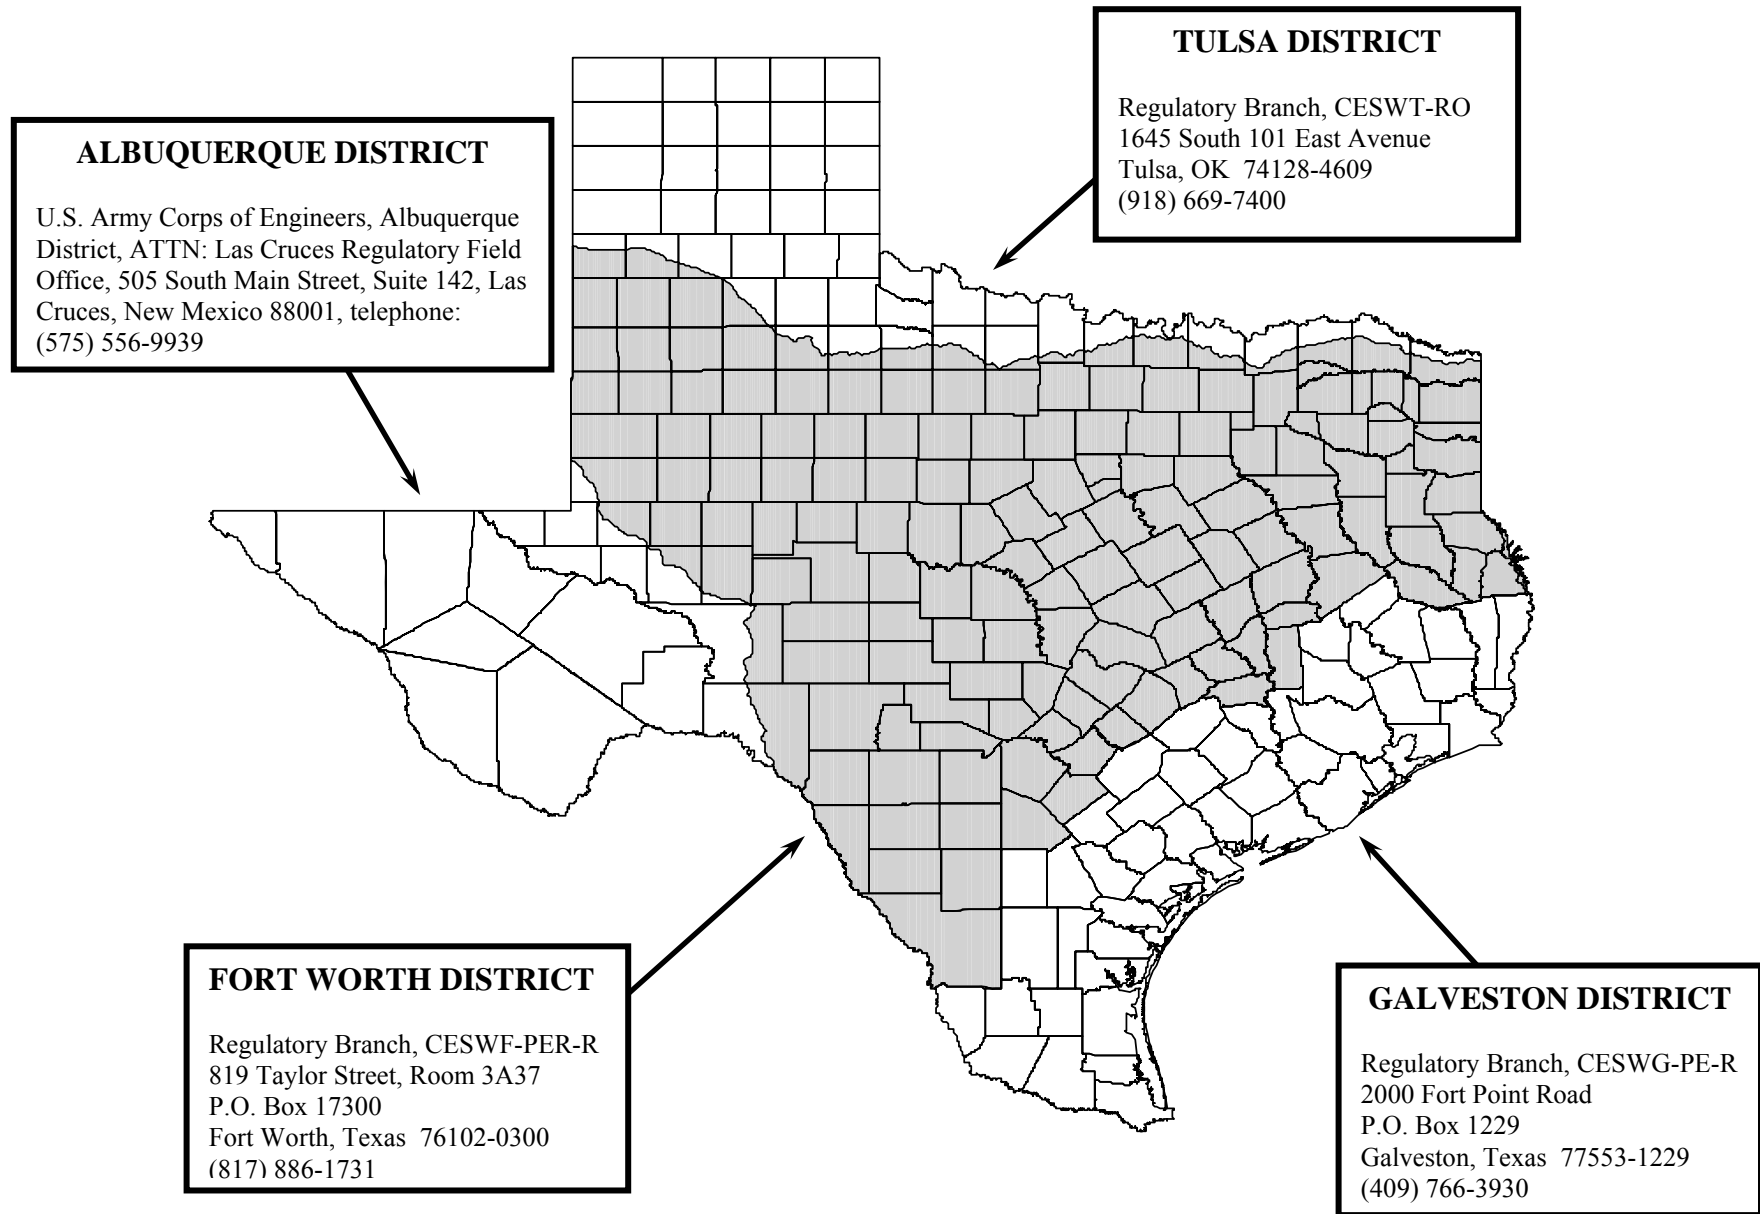 TULSA DISTRICT
Regulatory Branch, CESWT-RO
1645 South 101 East Avenue
Tulsa, OK  74128-4609
(918) 669-7400
ALBUQUERQUE DISTRICT
U.S. Army Corps of Engineers, Albuquerque
District, ATTN: Las Cruces Regulatory Field
Office, 505 South Main Street, Suite 142, Las
Cruces, New Mexico 88001, telephone:
(575) 556-9939
FORT WORTH DISTRICT
Regulatory Branch, CESWF-PER-R
819 Taylor Street, Room 3A37
P.O. Box 17300
Fort Worth, Texas  76102-0300
(817) 886-1731
GALVESTON DISTRICT
Regulatory Branch, CESWG-PE-R
2000 Fort Point Road
P.O. Box 1229
Galveston, Texas  77553-1229
(409) 766-3930